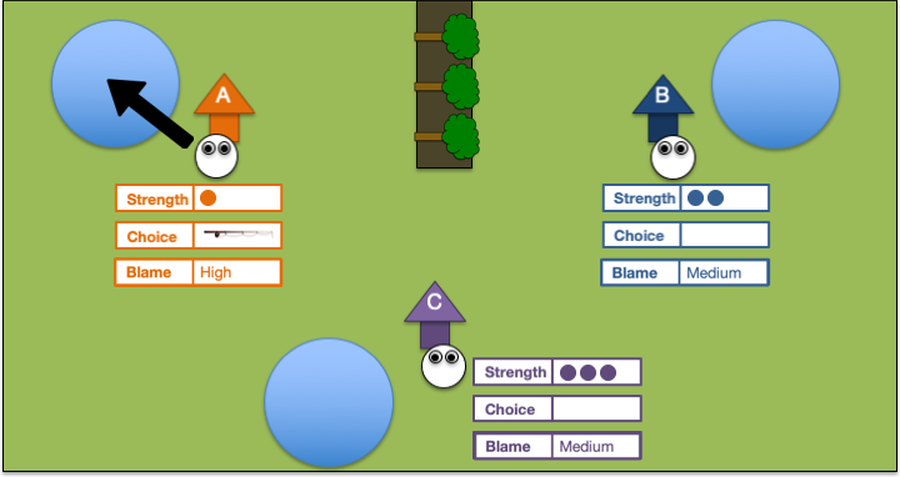 A
B
Strength
Choice
Blame High
Strength
Choice
Blame Medium
C
Strength
Choice
Blame Medium